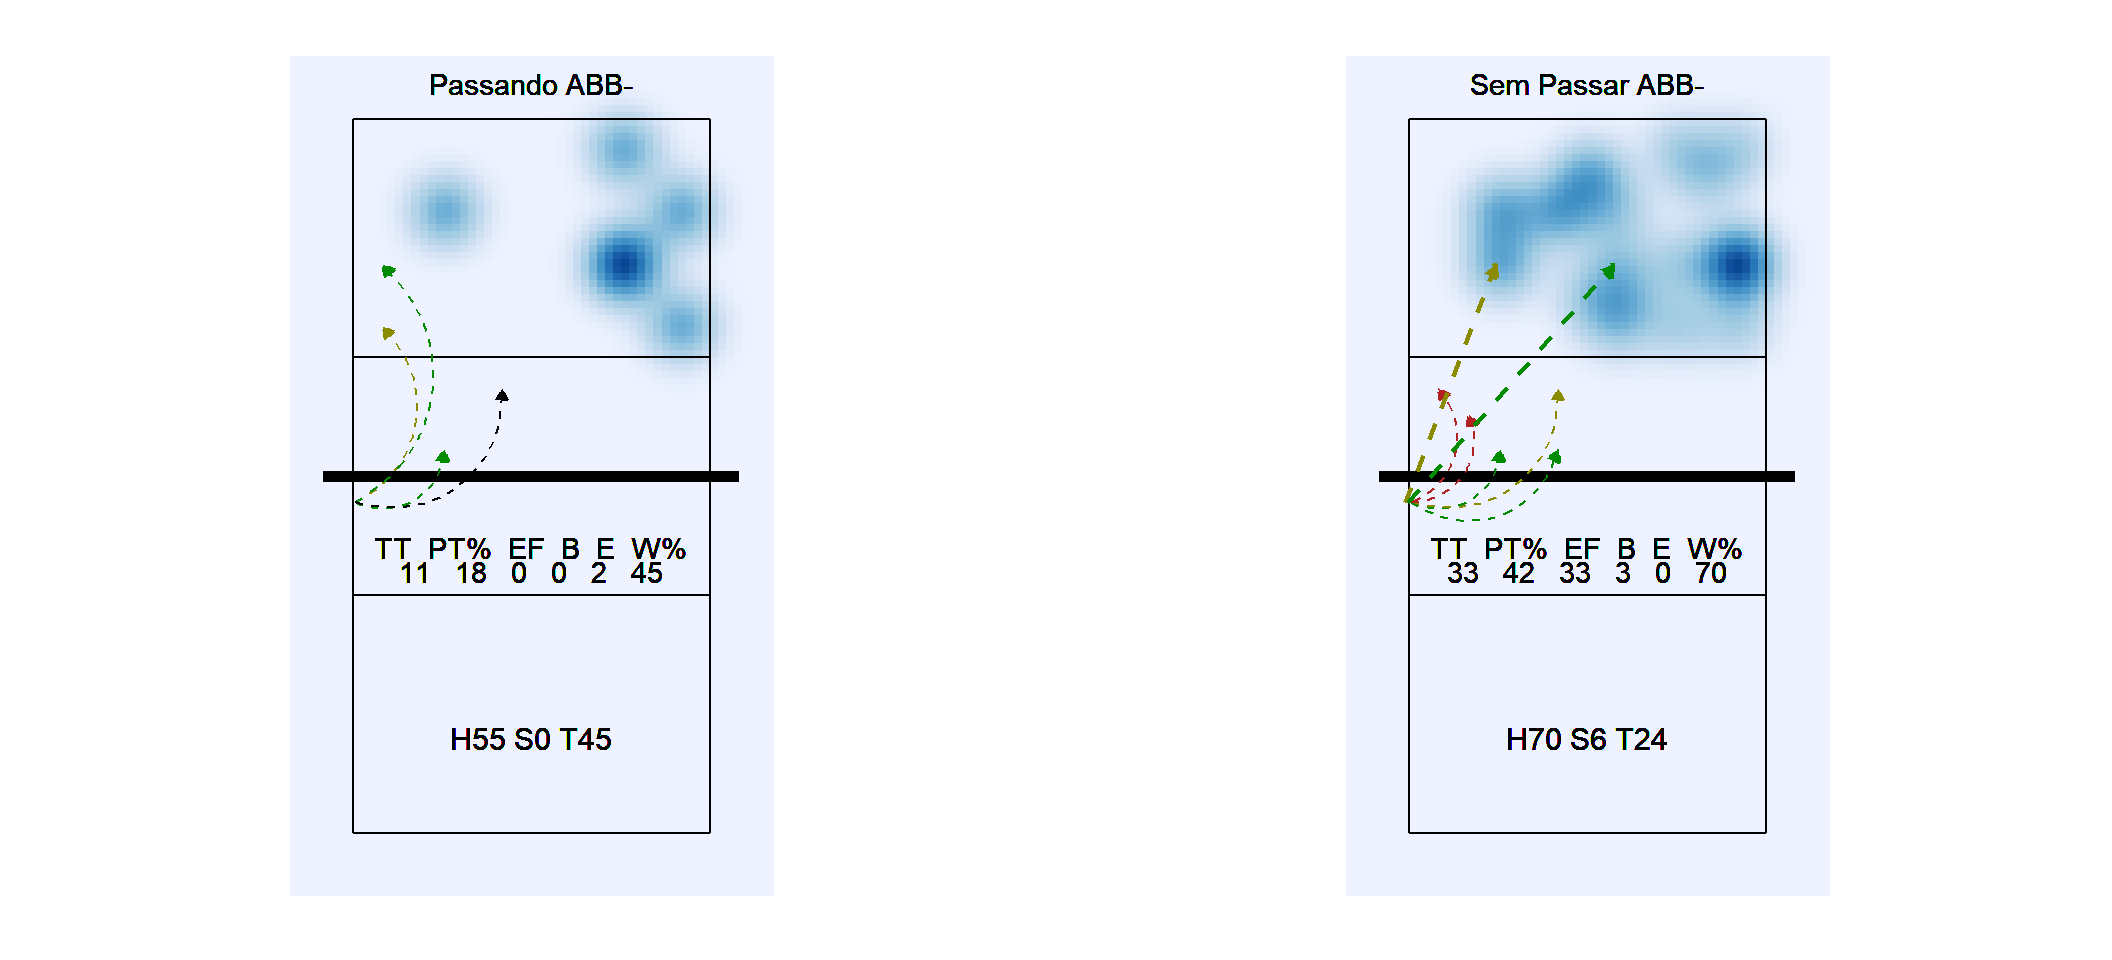 Passando ABB-
TT PT% EF B E W%
11 18 0 0 2 45
H55 S0 T45
Sem Passar ABB-
TT PT% EF B E W%
33 42 33 3 0 70
H70 S6 T24